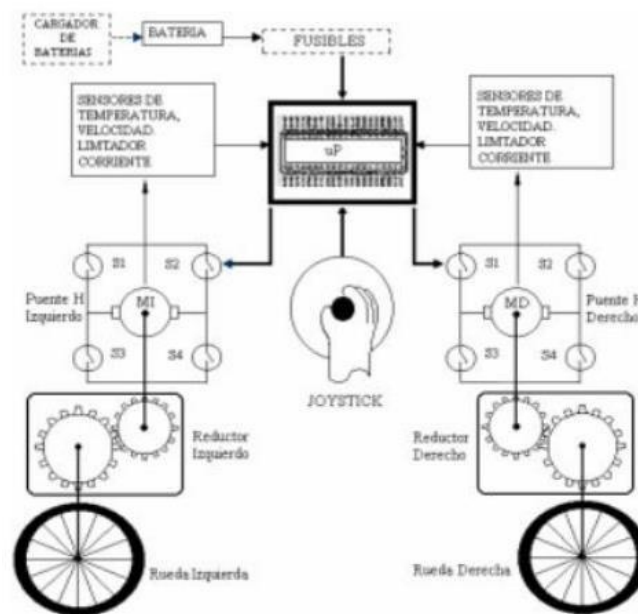 CARGADOR
DE
BATERIAS
BATERIA
FUSIBLES
SENSORES DE
TEMPERATURA,
VELOCIDAD.
LIMTADOR
CORRIENTE
uP
SENSORES DE
TEMPERATURA,
VELOCIDAD.
LIMTADOR
CORRIENTE
S1
S2
Puente H
Izquierdo
MI
S3
S4
S1
S2
MD
Puente H
Derecho
S3
S4
JOYSTICK
Reductor
Izquierdo
Reductor
Derecho
Rueda Izquierda
Rueda Derecha